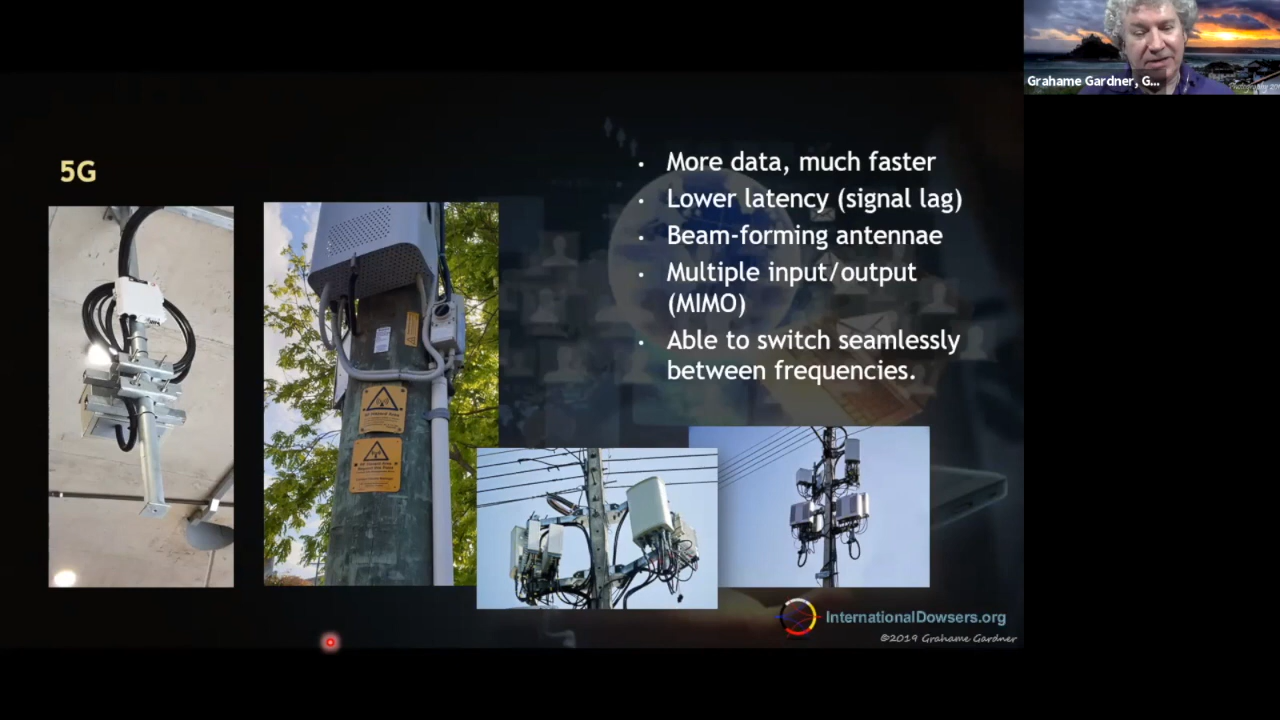 Grahame Gardner, G...
5G
• More data, much faster
• Lower latency (signal lag)
• Beam-forming antennae
• Multiple input/output
(MIMO)
• Able to switch seamlessly
between frequencies.
InternationalDowsers.org
©2019 Grahame Gardner